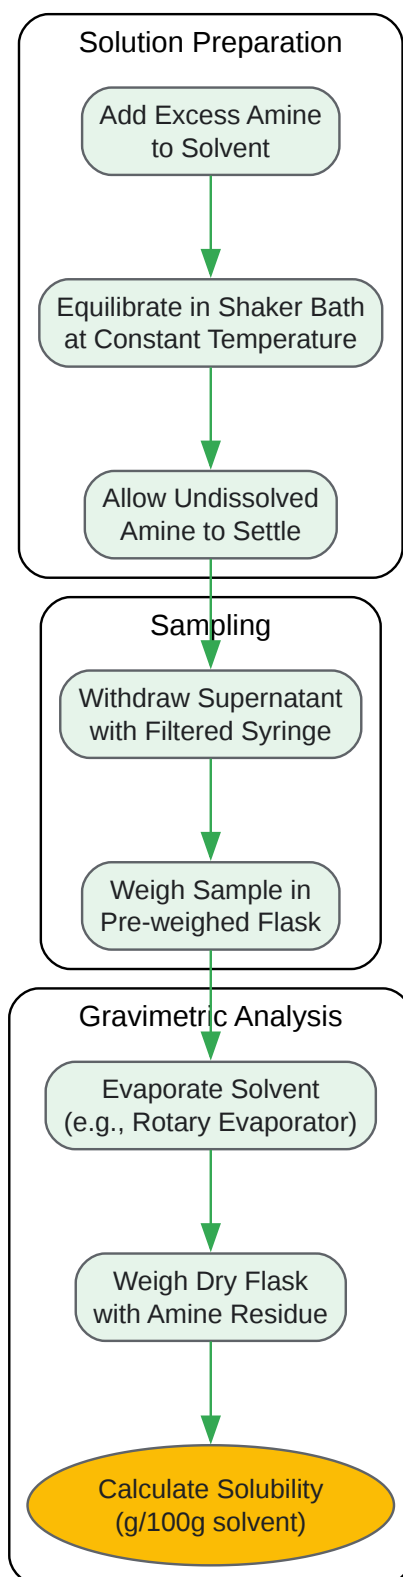 Solution Preparation
Add Excess Amine
to Solvent
Equilibrate in Shaker Bath
at Constant Temperature
Allow Undissolved
Amine to Settle
Sampling
Withdraw Supernatant
with Filtered Syringe
Weigh Sample in
Pre-weighed Flask
Gravimetric Analysis
Evaporate Solvent
(e.g., Rotary Evaporator)
Weigh Dry Flask
with Amine Residue
Calculate Solubility
(g/100g solvent)